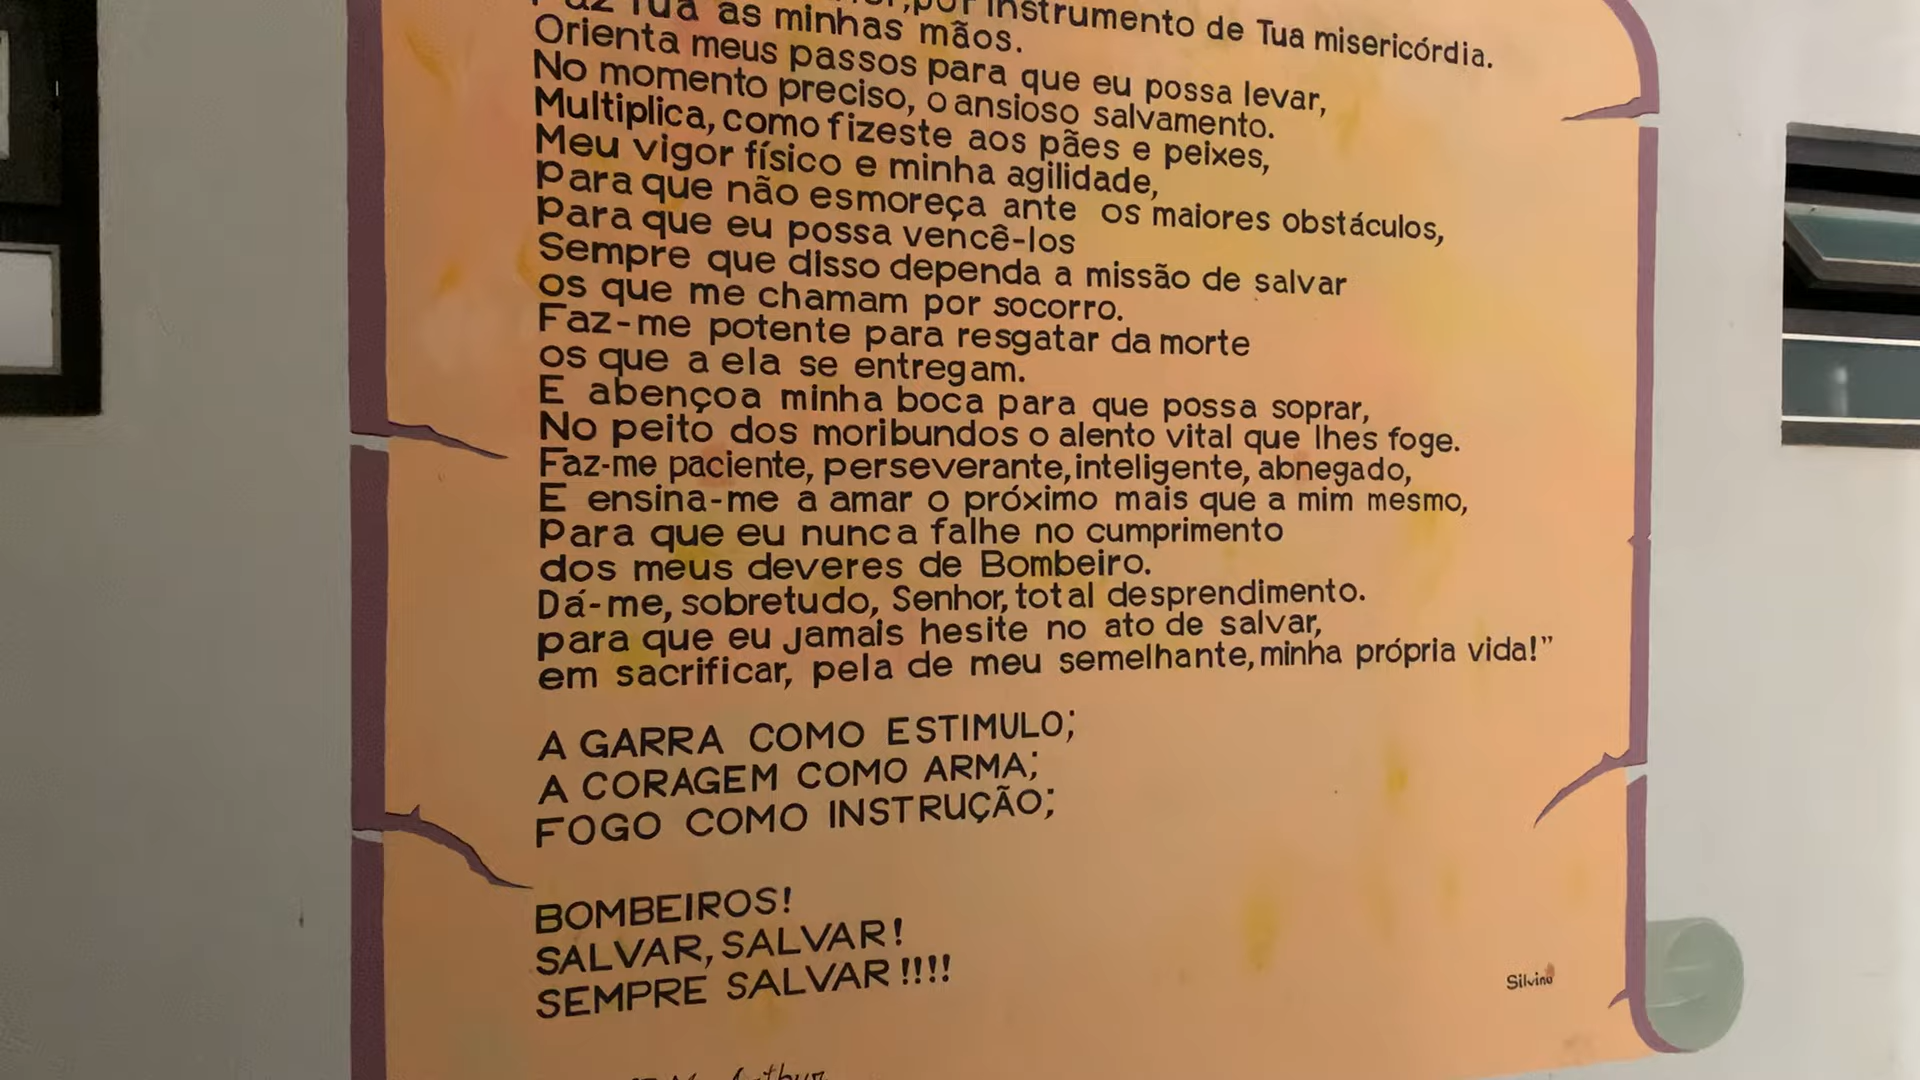 por instrumento de Tua misericórdia.
Faz Tua as minhas mãos.
Orienta meus passos para que eu possa levar,
No momento preciso, o ansioso salvamento.
Multiplica, como fizeste aos pães e peixes,
Meu vigor físico e minha agilidade,
Para que não esmoreça ante os maiores obstáculos,
Para que eu possa vencê-los
Sempre que disso dependa a missão de salvar
os que me chamam por socorro.
Faz-me potente para resgatar da morte
os que a ela se entregam.
E abençoa minha boca para que possa soprar,
No peito dos moribundos o alento vital que lhes foge.
Faz-me paciente, perseverante, inteligente, abnegado,
E ensina-me a amar o próximo mais que a mim mesmo,
Para que eu nunca falhe no cumprimento
dos meus deveres de Bombeiro.
Dá-me, sobretudo, Senhor, total desprendimento.
para que eu jamais hesite no ato de salvar,
em sacrificar, pela de meu semelhante, minha própria vida!”
A GARRA COMO ESTIMULO;
A CORAGEM COMO ARMA;
FOGO COMO INSTRUÇÃO;
BOMBEIROS!
SALVAR, SALVAR!
SEMPRE SALVAR!!!!
Silvino
Arthur